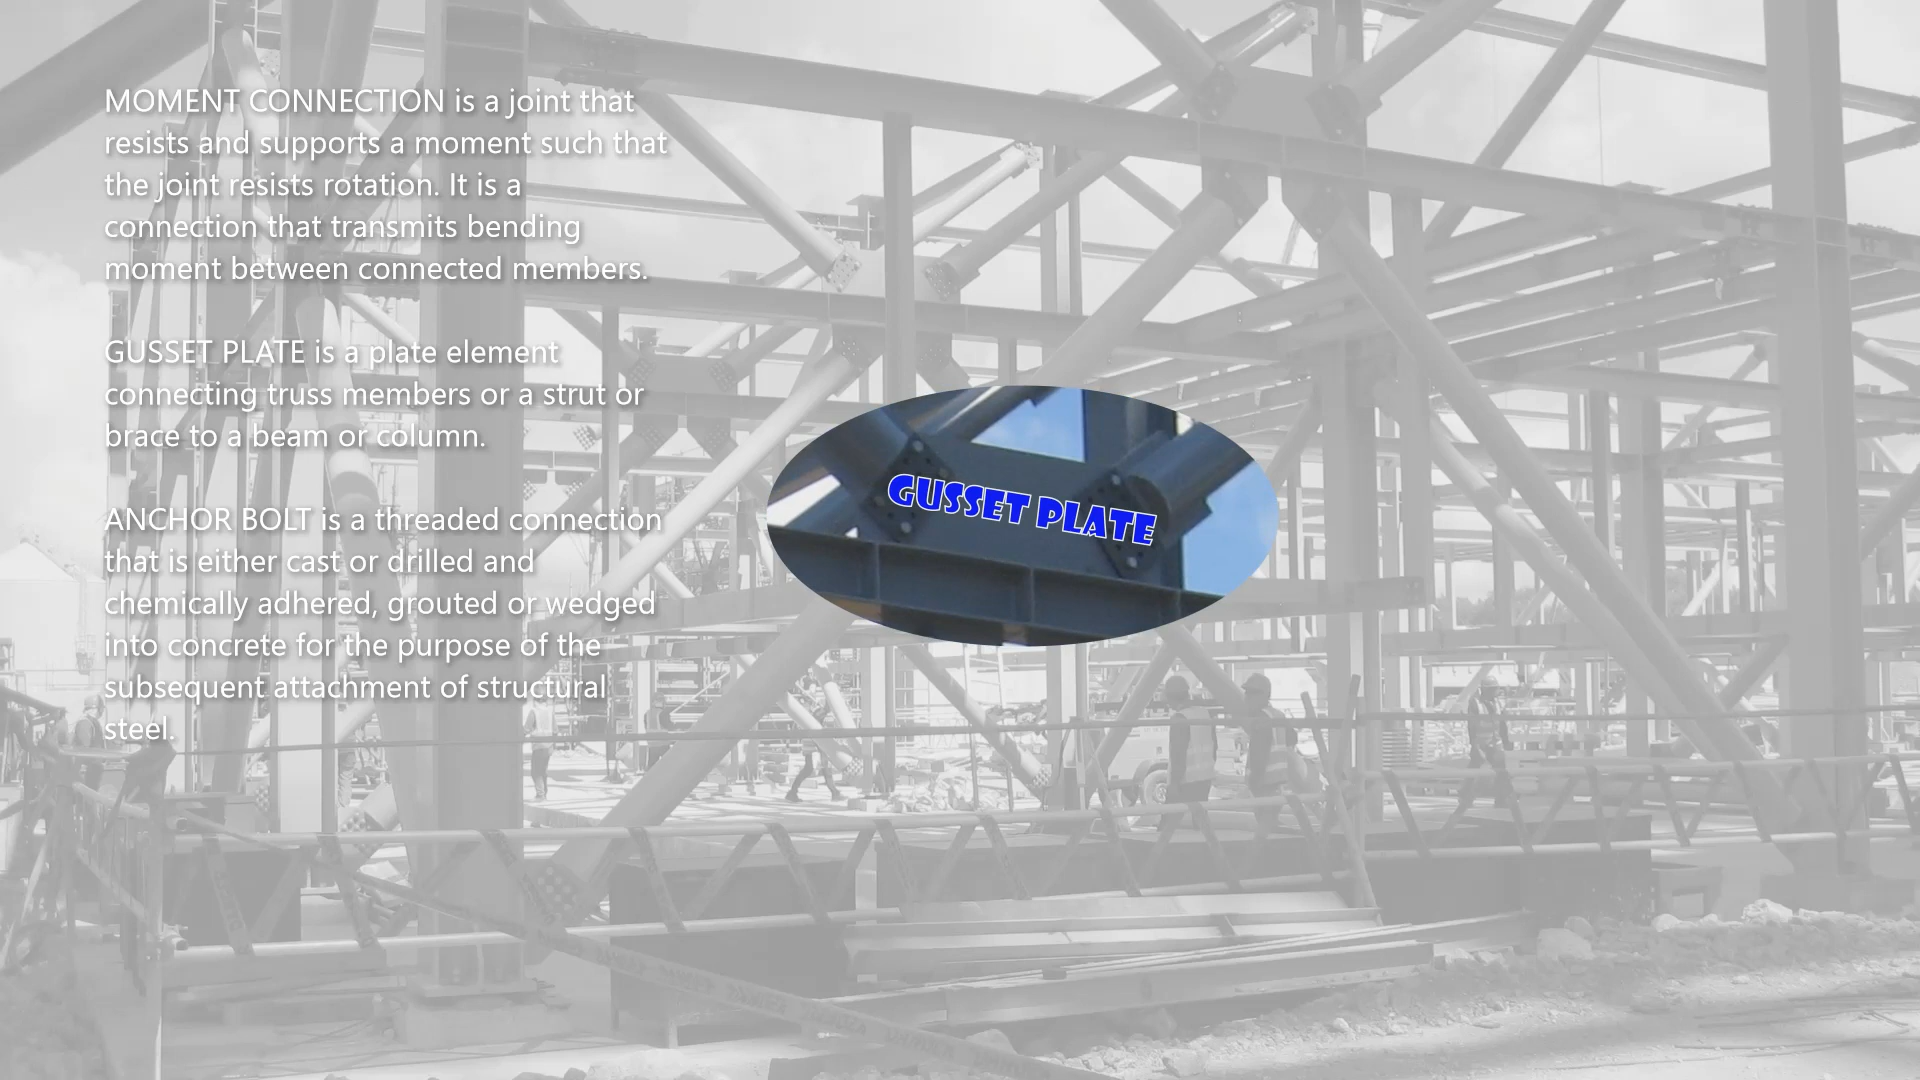 MOMENT CONNECTION is a joint that
resists and supports a moment such that
the joint resists rotation. It is a
connection that transmits bending
moment between connected members.
GUSSET PLATE is a plate element
connecting truss members or a strut or
brace to a beam or column.
ANCHOR BOLT is a threaded connection
that is either cast or drilled and
chemically adhered, grouted or wedged
into concrete for the purpose of the
subsequent attachment of structural
steel.
GUSSET PLATE